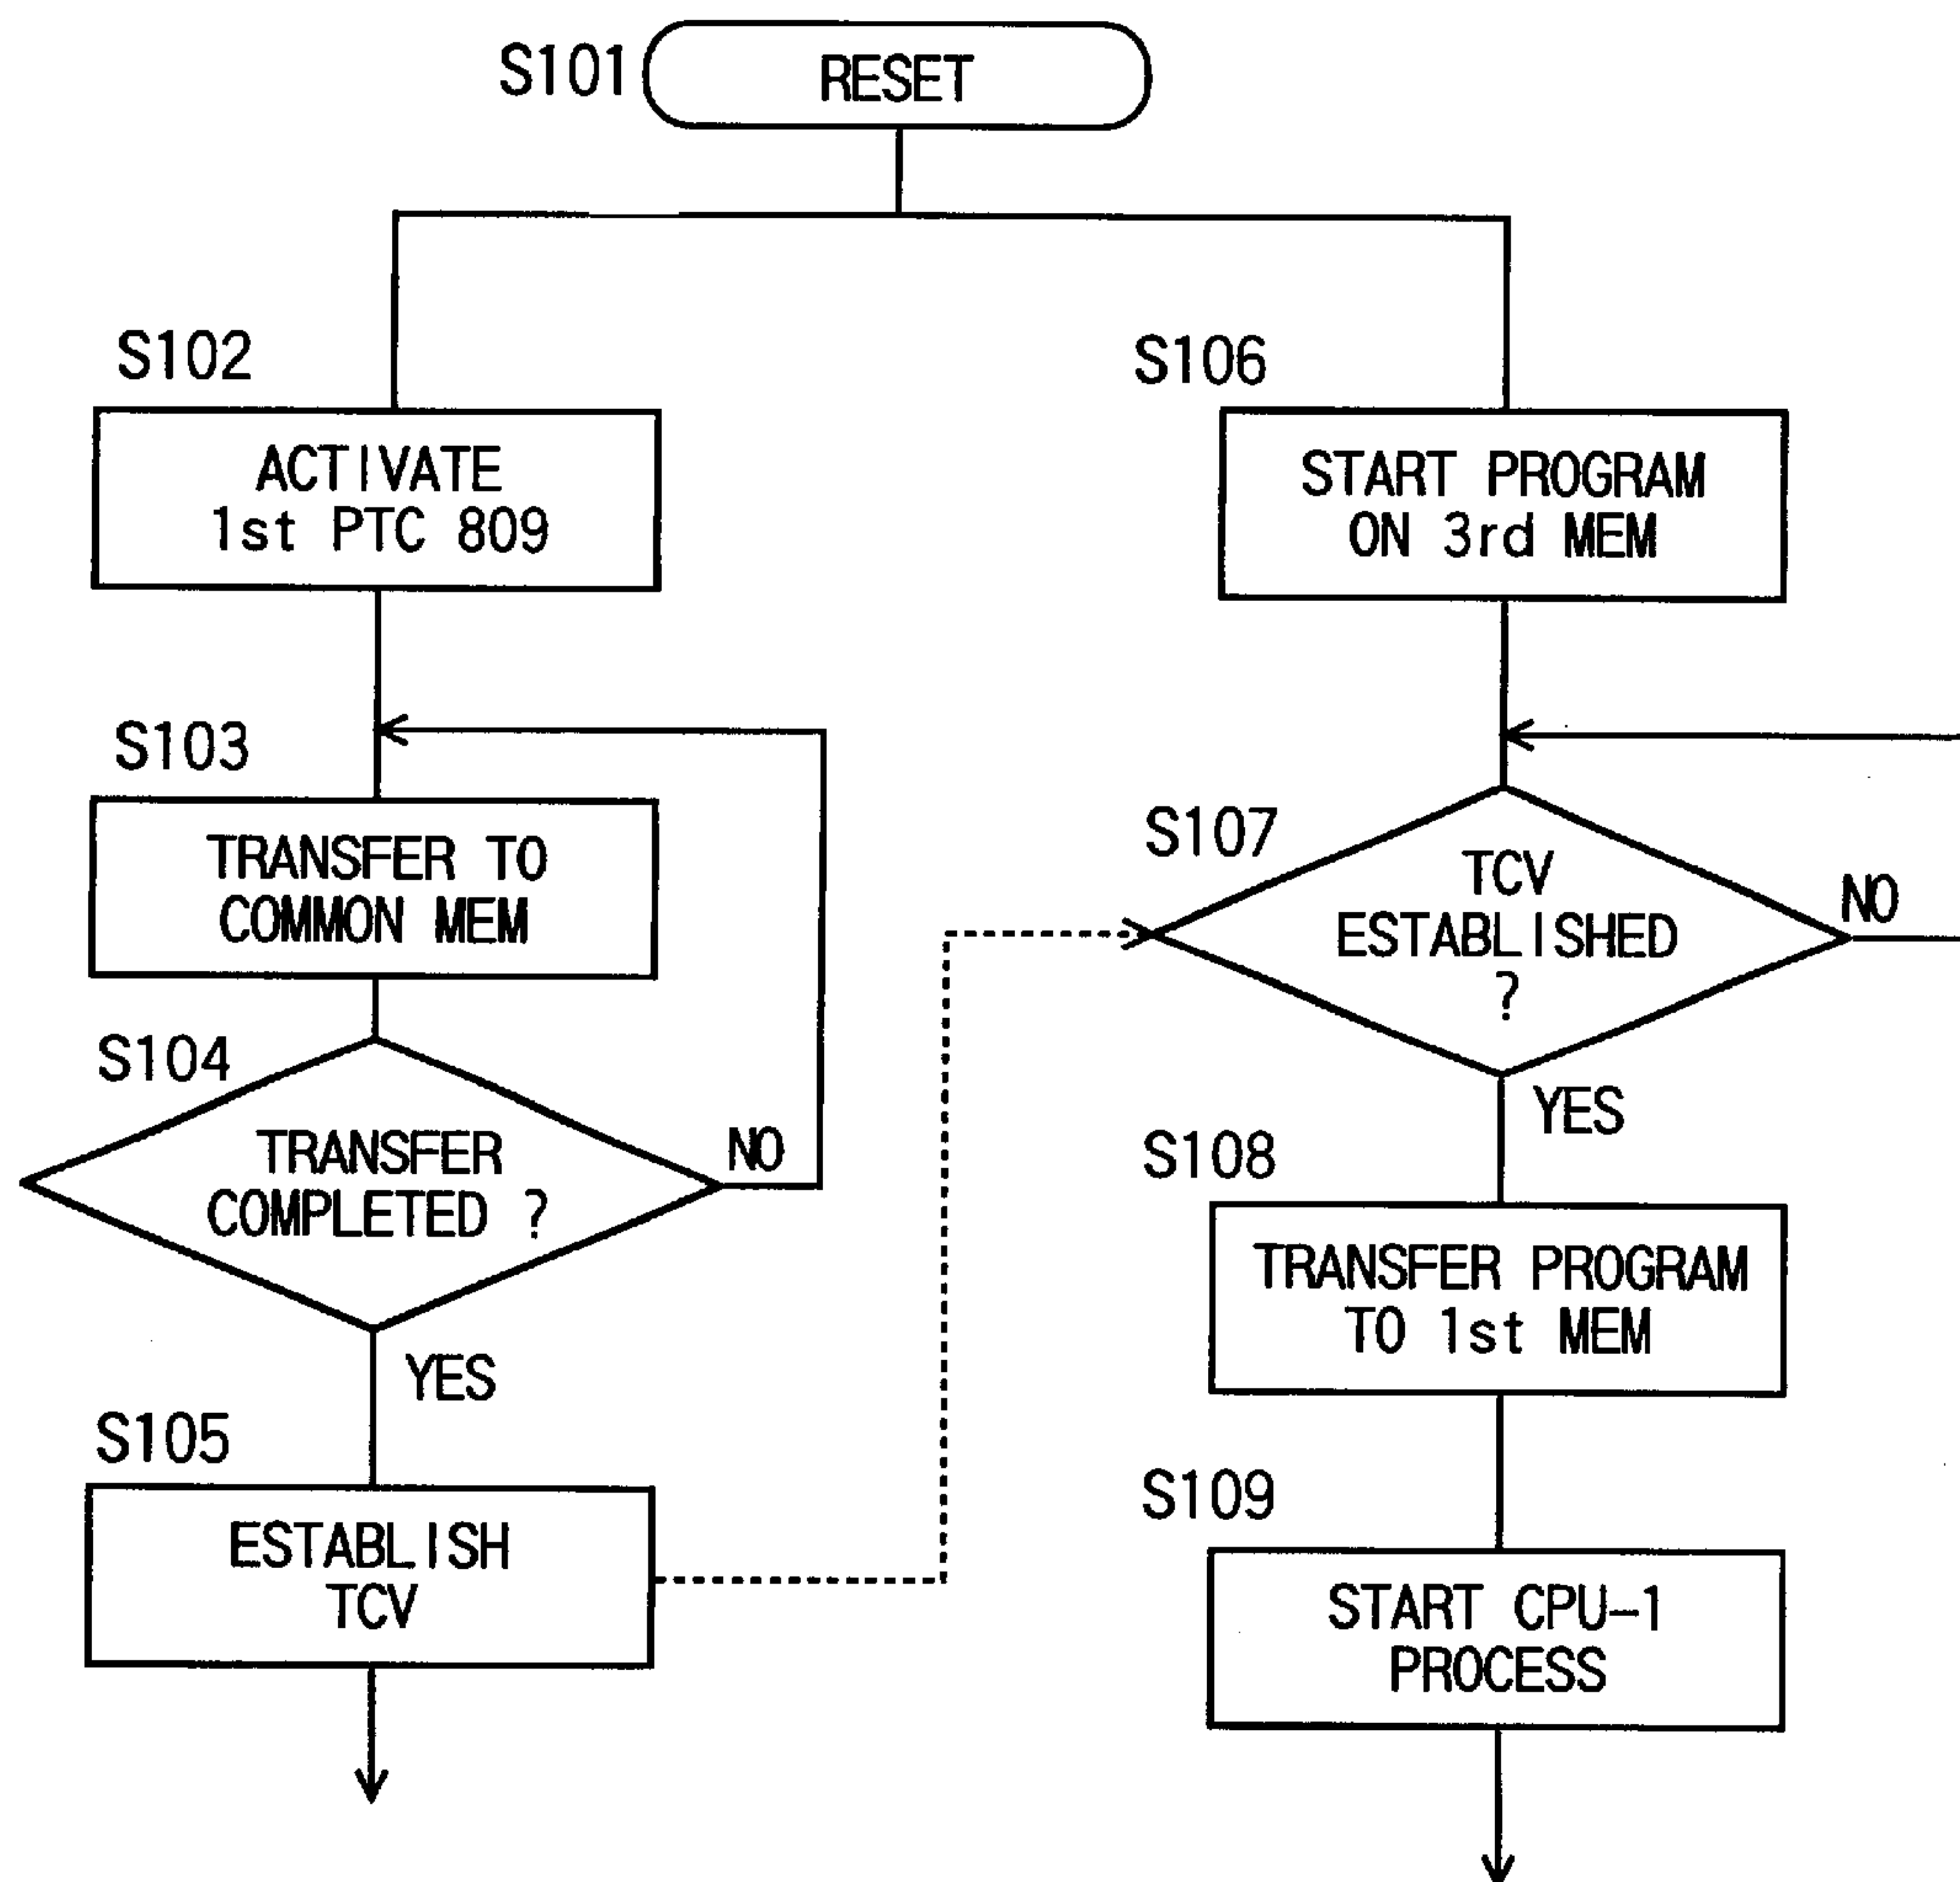 S101
RESET
S102
ACTIVATE
1st PTC 809
S103
TRANSFER TO
COMMON MEM
S104
TRANSFER
COMPLETED ?
NO
YES
S105
ESTABLISH
TCV
S106
START PROGRAM
ON 3rd MEM
S107
TCV
ESTABLISHED
?
NO
YES
S108
TRANSFER PROGRAM
TO 1st MEM
S109
START CPU-1
PROCESS